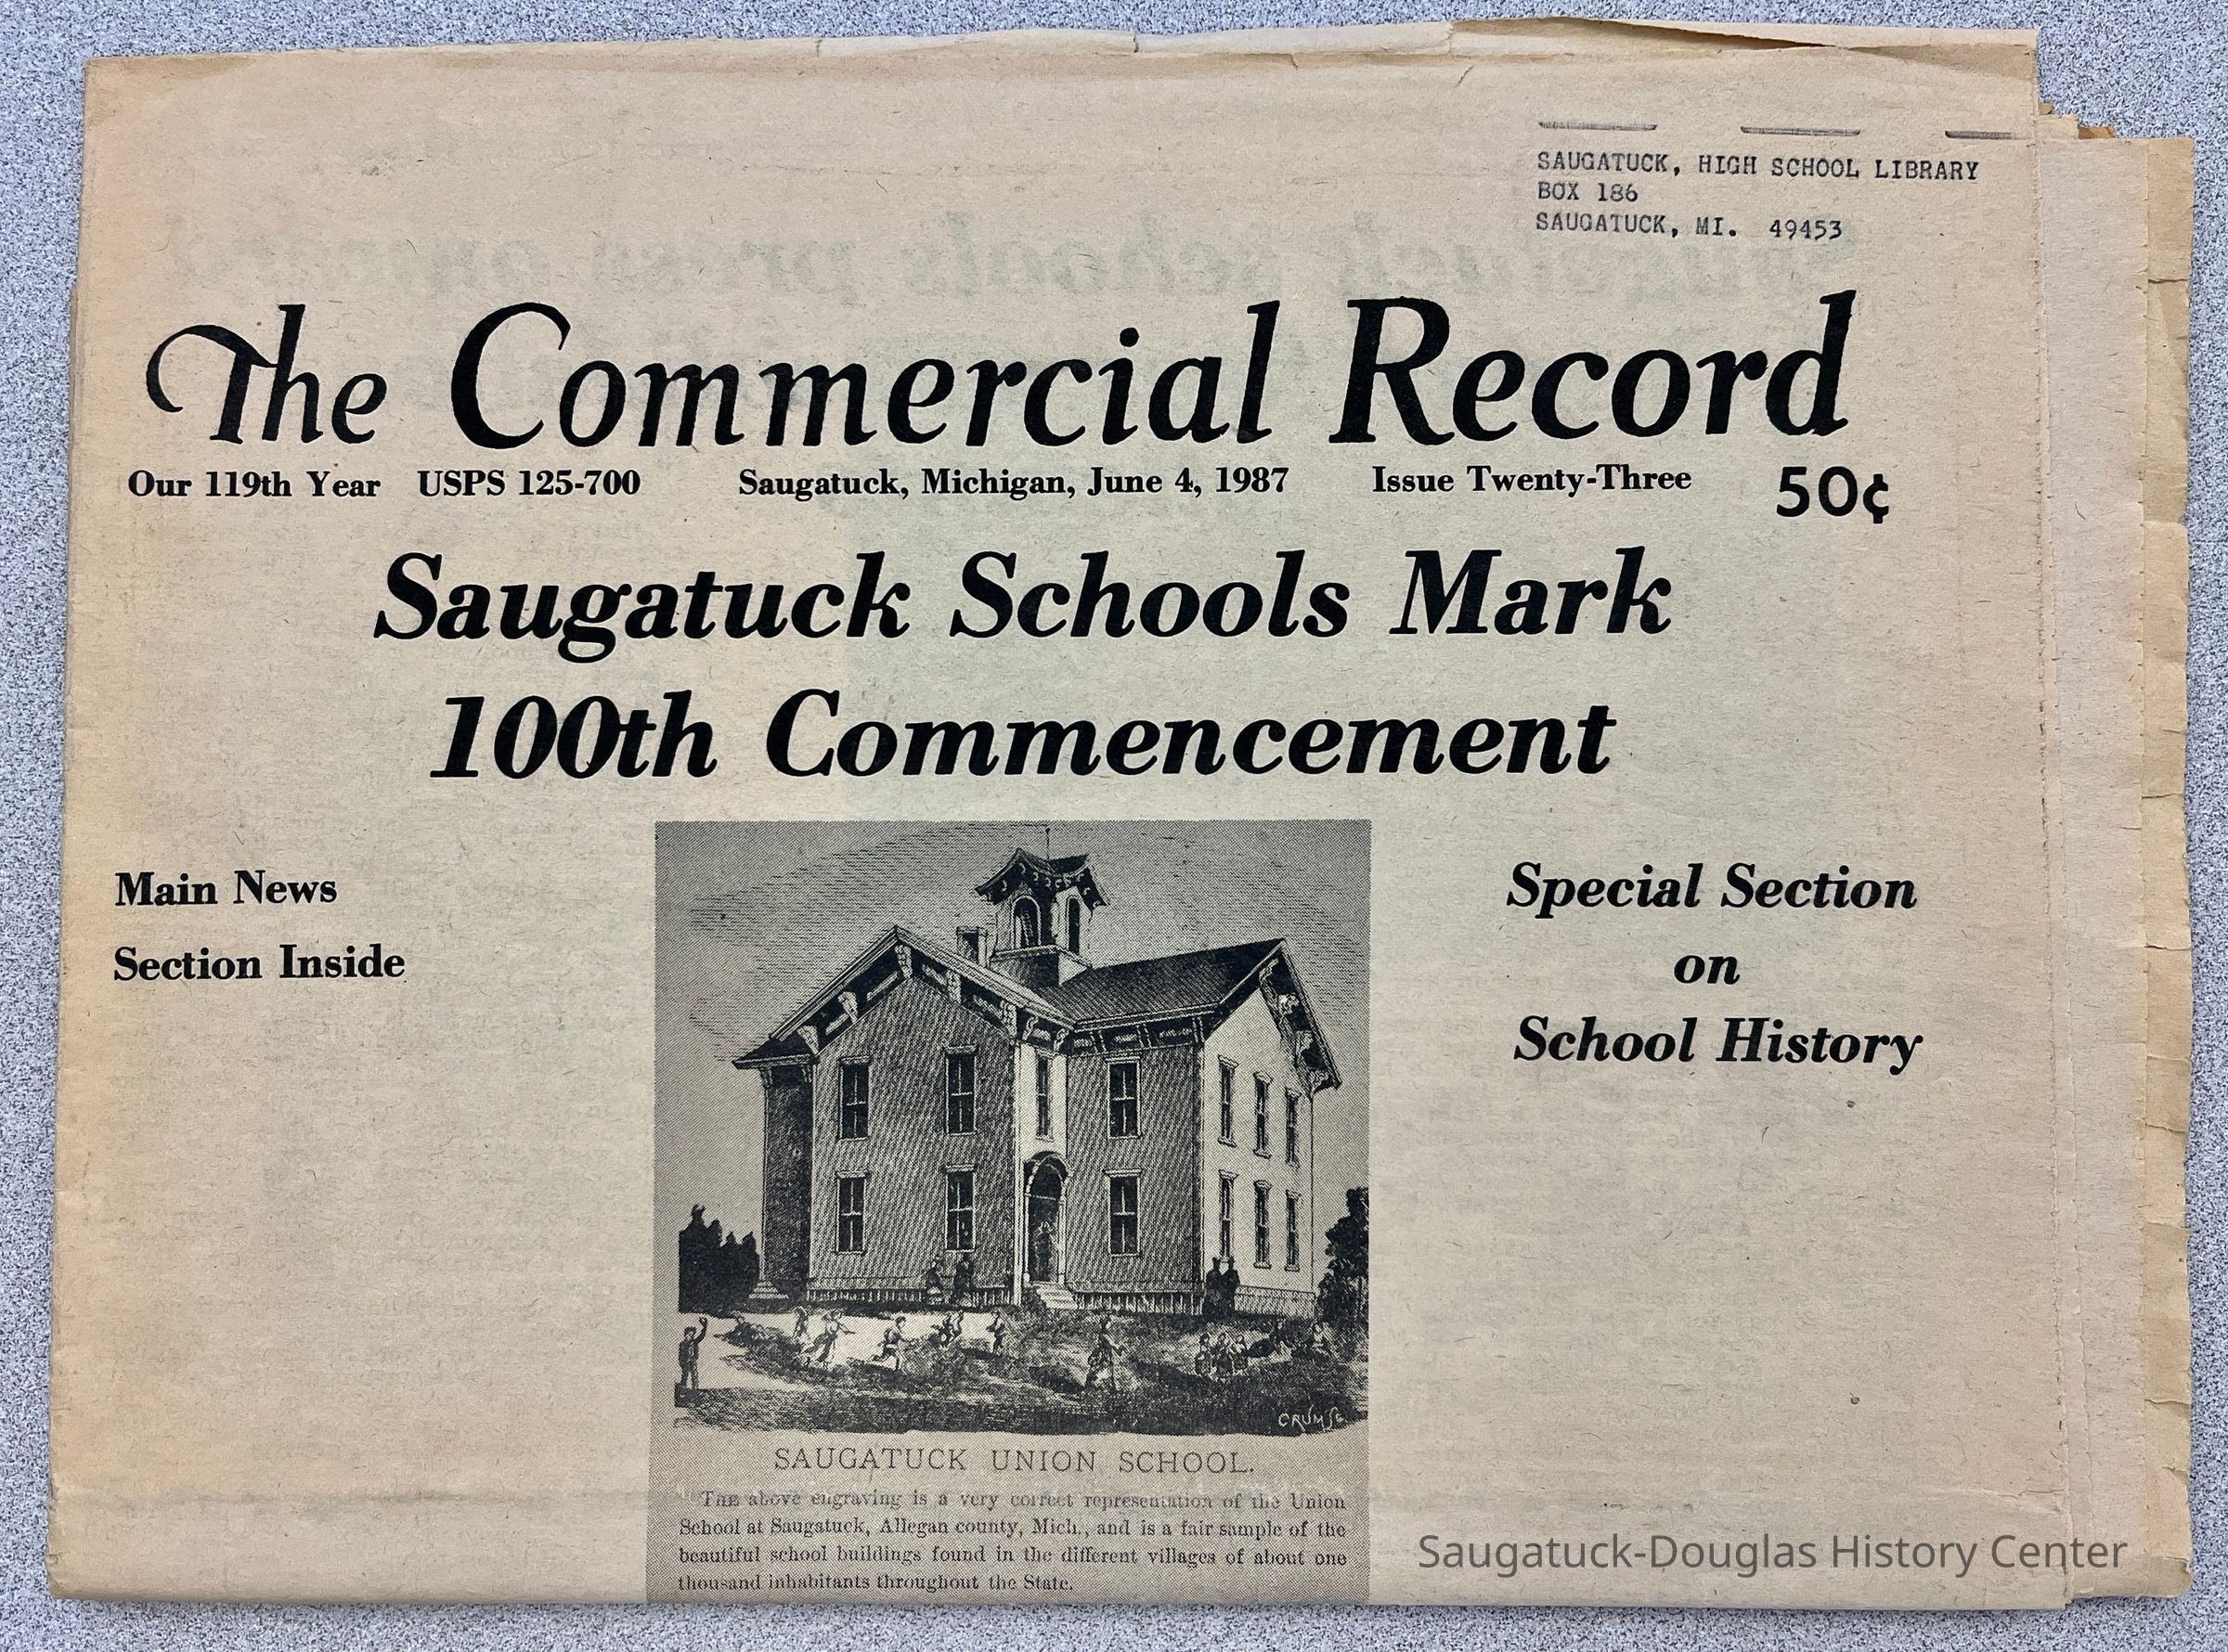 SAUGATUCK, HIGH SCHOOL LIBRARY
BOX 186
SAUGATUCK, MI. 49453
The Commercial Record
Our 119th Year USPS 125-700 Saugatuck, Michigan, June 4, 1987 Issue Twenty-Three 50¢
Saugatuck Schools Mark
100th Commencement
Main News
Section Inside
Special Section
on
School History
CRUMSE
SAUGATUCK UNION SCHOOL.
THE above engraving is a very correct representation of the Union
School at Saugatuck, Allegan county, Mich., and is a fair sample of the
beautiful school buildings found in the different villages of about one
thousand inhabitants throughout the State.
Saugatuck-Douglas History Center